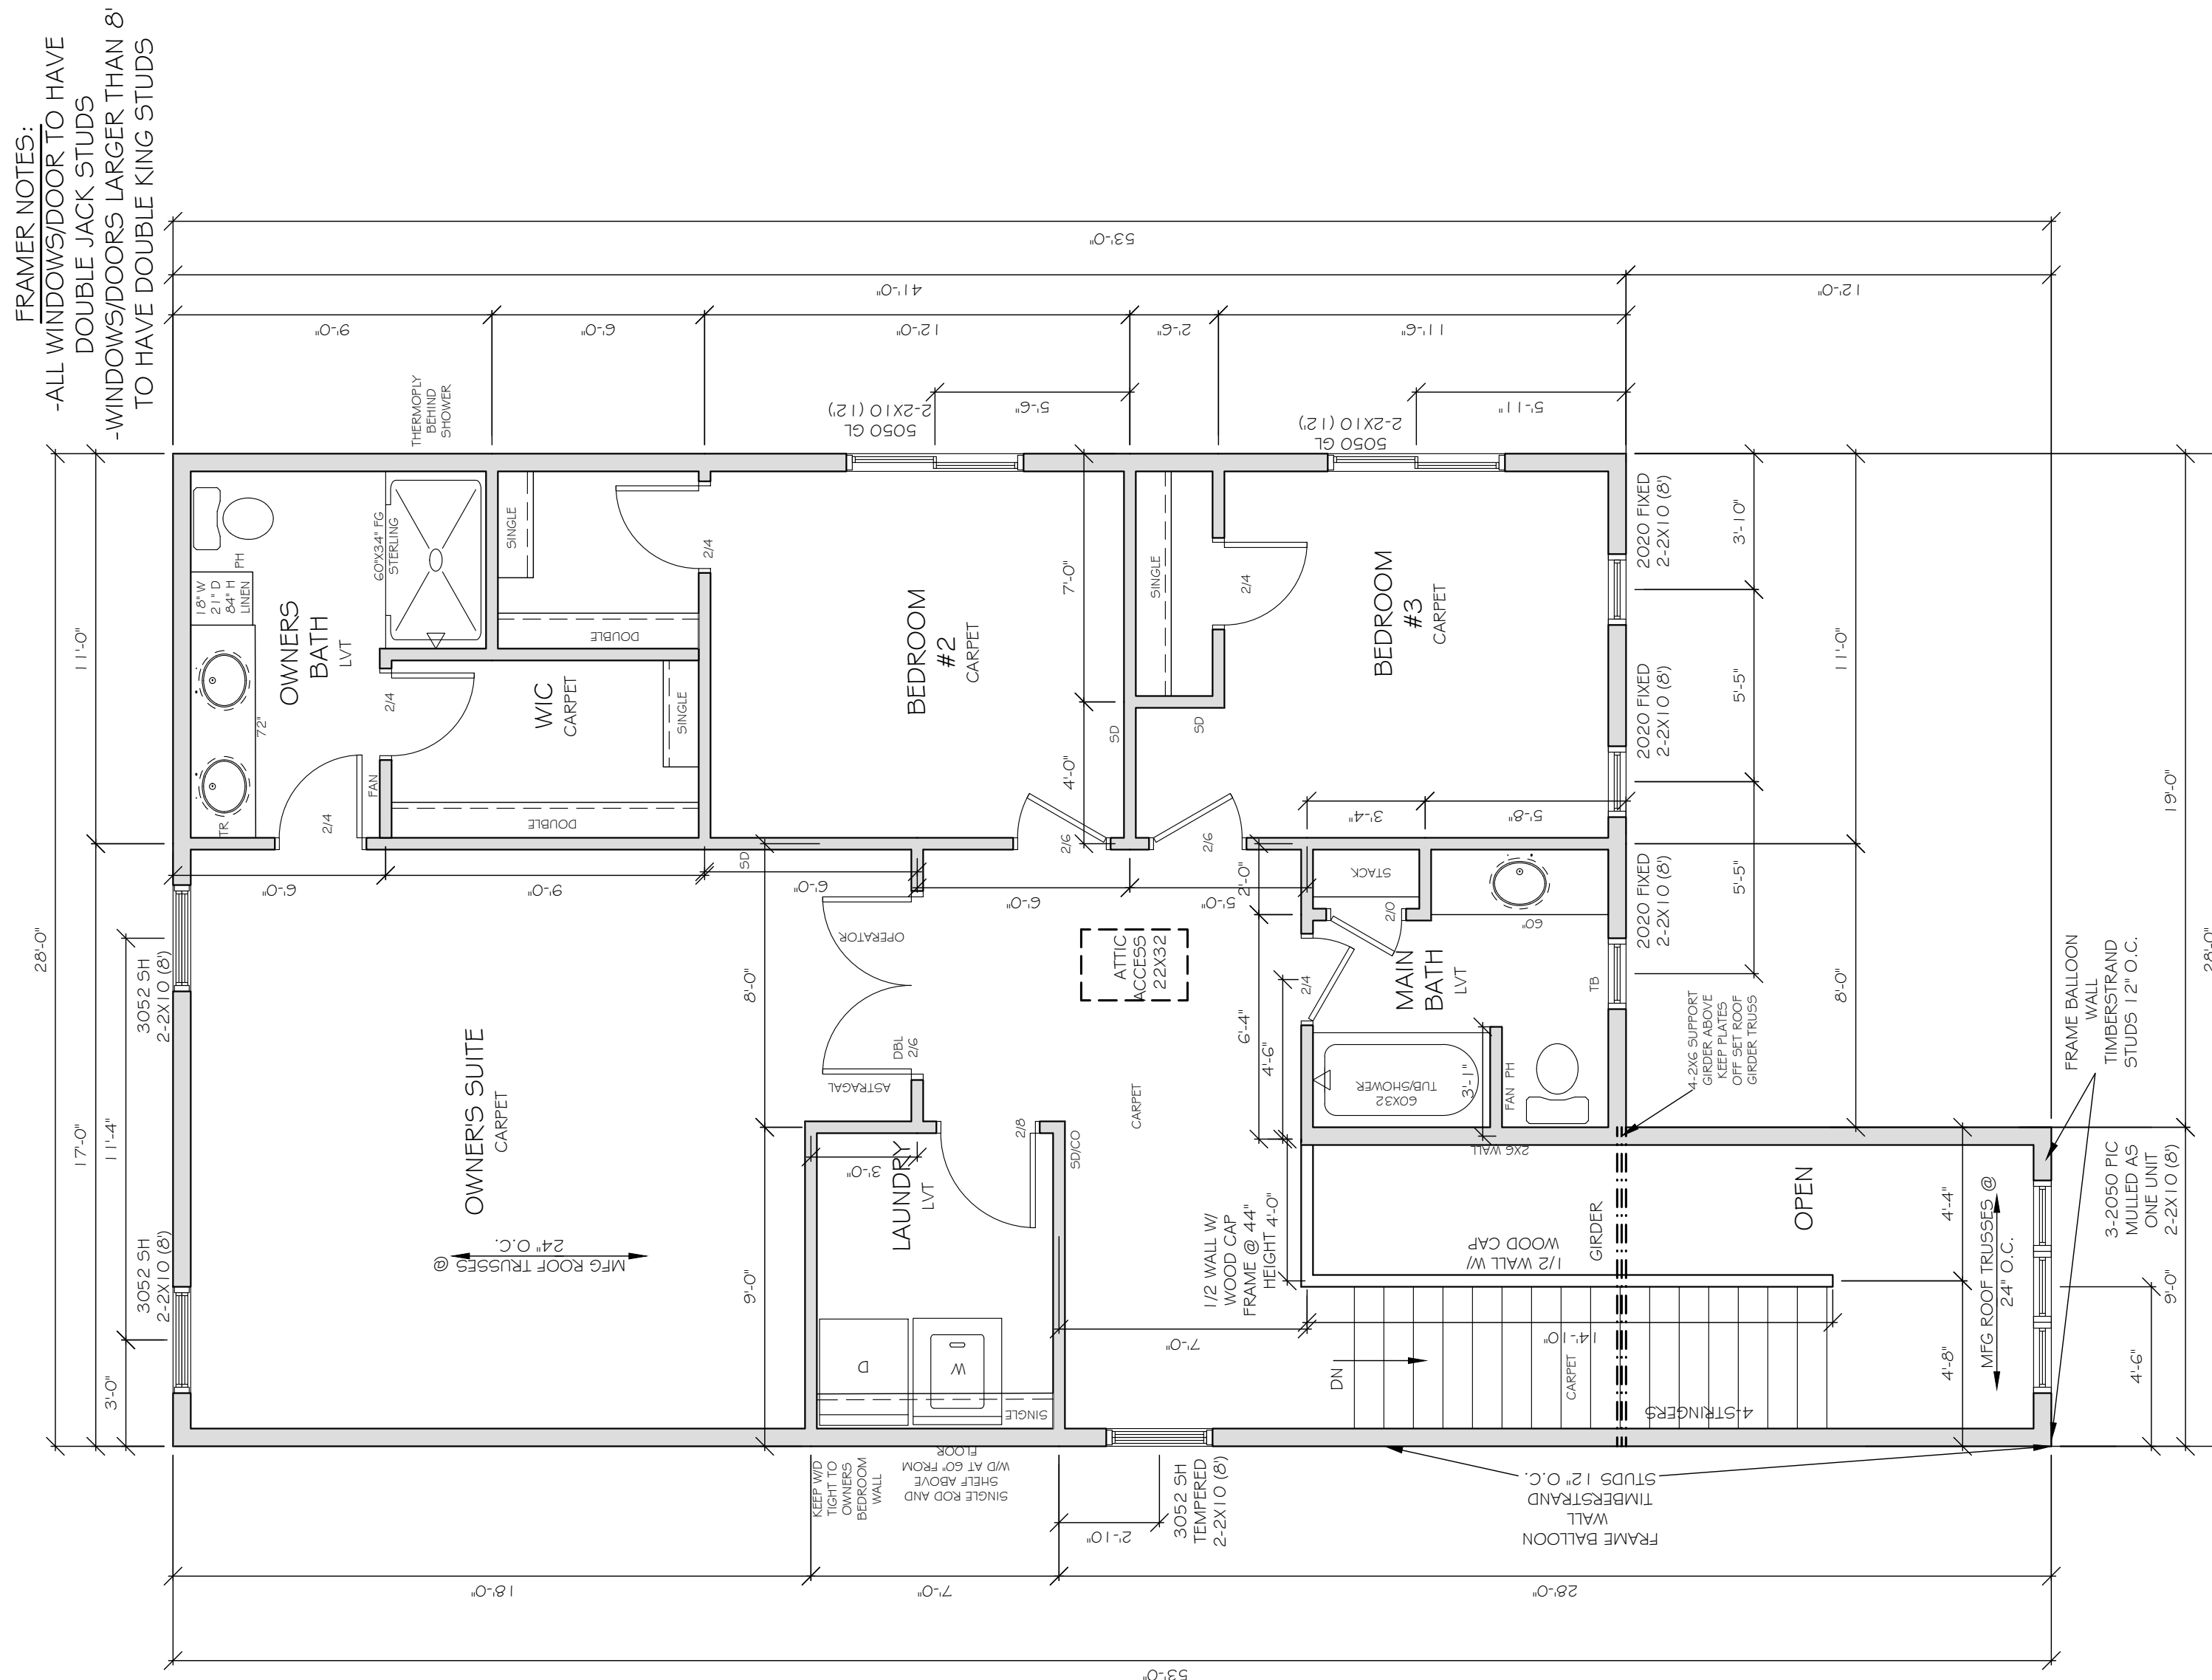 FRAMER NOTES:
-ALL WINDOWS/DOOR TO HAVE
DOUBLE JACK STUDS
-WINDOWS/DOORS LARGER THAN 8'
TO HAVE DOUBLE KING STUDS
53'-0"
41'-0"
12'-0"
9'-0"
6'-0"
12'-0"
2'-6"
11'-6"
THERMOPLY
BEHIND
SHOWER
5050 GL
2-2X10 (12')
5'-6"
5050 GL
2-2X10 (12')
5'-11"
28'-0"
11'-0"
17'-0"
11'-4"
3'-0"
3052 SH
2-2X10 (8')
3052 SH
2-2X10 (8')
18" W
21" D
84" H
LINEN
PH
60"X34" FG
STERLING
OWNERS
BATH
LVT
72"
TR
2/4
FAN
2/4
WIC
CARPET
SINGLE
DOUBLE
SINGLE
DOUBLE
2/4
BEDROOM
#2
CARPET
7'-0"
4'-0"
SD
2/6
SINGLE
2/4
SD
BEDROOM
#3
CARPET
2/6
3'-4"
5'-8"
2020 FIXED
2-2X10 (8')
2020 FIXED
2-2X10 (8')
2020 FIXED
2-2X10 (8')
3'-10"
5'-5"
5'-5"
11'-0"
8'-0"
19'-0"
9'-0"
28'-0"
6'-0"
9'-0"
SD
6'-0"
6'-0"
5'-0"
2'-0"
OWNER'S SUITE
CARPET
MFG ROOF TRUSSES @
24" O.C.
8'-0"
9'-0"
OPERATOR
DBL
2/6
ASTRAGAL
ATTIC
ACCESS
22X32
CARPET
6'-4"
4'-6"
STACK
2/0
2/4
MAIN
BATH
LVT
60"
TB
60X32
TUB/SHOWER
3'-1"
FAN PH
2X6 WALL
4-2X6 SUPPORT
GIRDER ABOVE
KEEP PLATES
OFF SET ROOF
GIRDER TRUSS
FRAME BALLOON
WALL
TIMBERSTRAND
STUDS 12" O.C.
3'-0"
LAUNDRY
LVT
2/8
SD/CO
D
W
SINGLE
1/2 WALL W/
WOOD CAP
FRAME @ 44"
HEIGHT 4'-0"
1/2 WALL W/
WOOD CAP
GIRDER
OPEN
4'-4"
4'-8"
MFG ROOF TRUSSES @
24" O.C.
3-2050 PIC
MULLED AS
ONE UNIT
2-2X10 (8')
4'-6"
7'-0"
14'-10"
DN
CARPET
4-STRINGERS
KEEP W/D
TIGHT TO
OWNERS
BEDROOM
WALL
SINGLE ROD AND
SHELF ABOVE
W/D AT 60" FROM
FLOOR
2'-10"
3052 SH
TEMPERED
2-2X10 (8')
FRAME BALLOON
WALL
TIMBERSTRAND
STUDS 12" O.C.
18'-0"
7'-0"
28'-0"
53'-0"